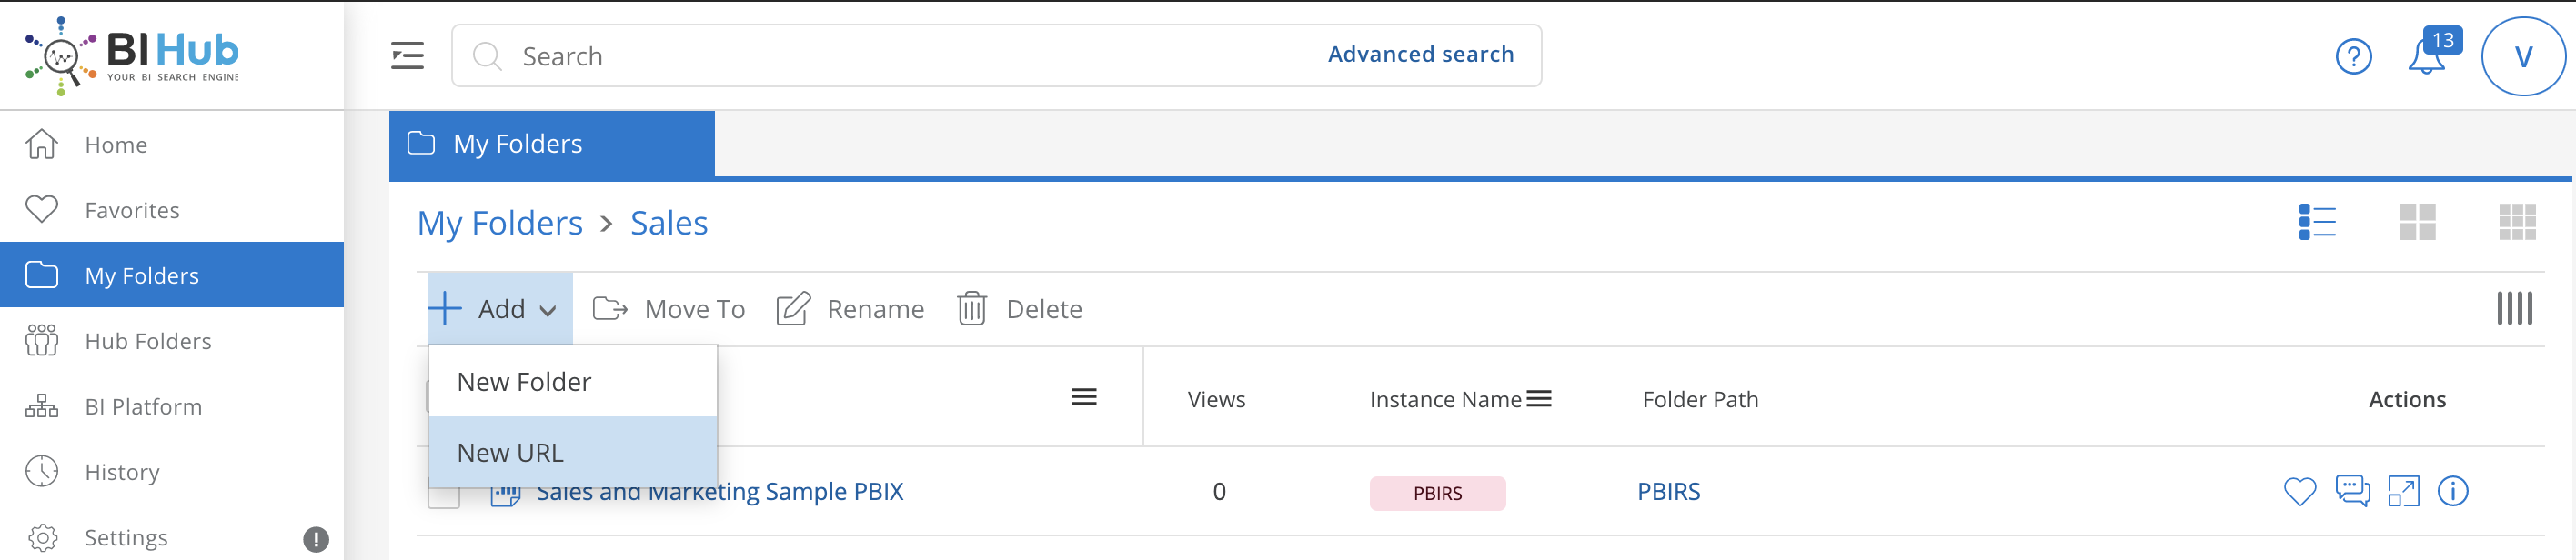 BI Hub
YOUR BI SEARCH ENGINE
Search
Advanced search
?
13
V
Home
Favorites
My Folders
Hub Folders
BI Platform
History
Settings
!
My Folders
My Folders > Sales
Add
Move To
Rename
Delete
New Folder
New URL
Views
Instance Name
Folder Path
Actions
Sales and Marketing Sample PBIX
0
PBIRS
PBIRS